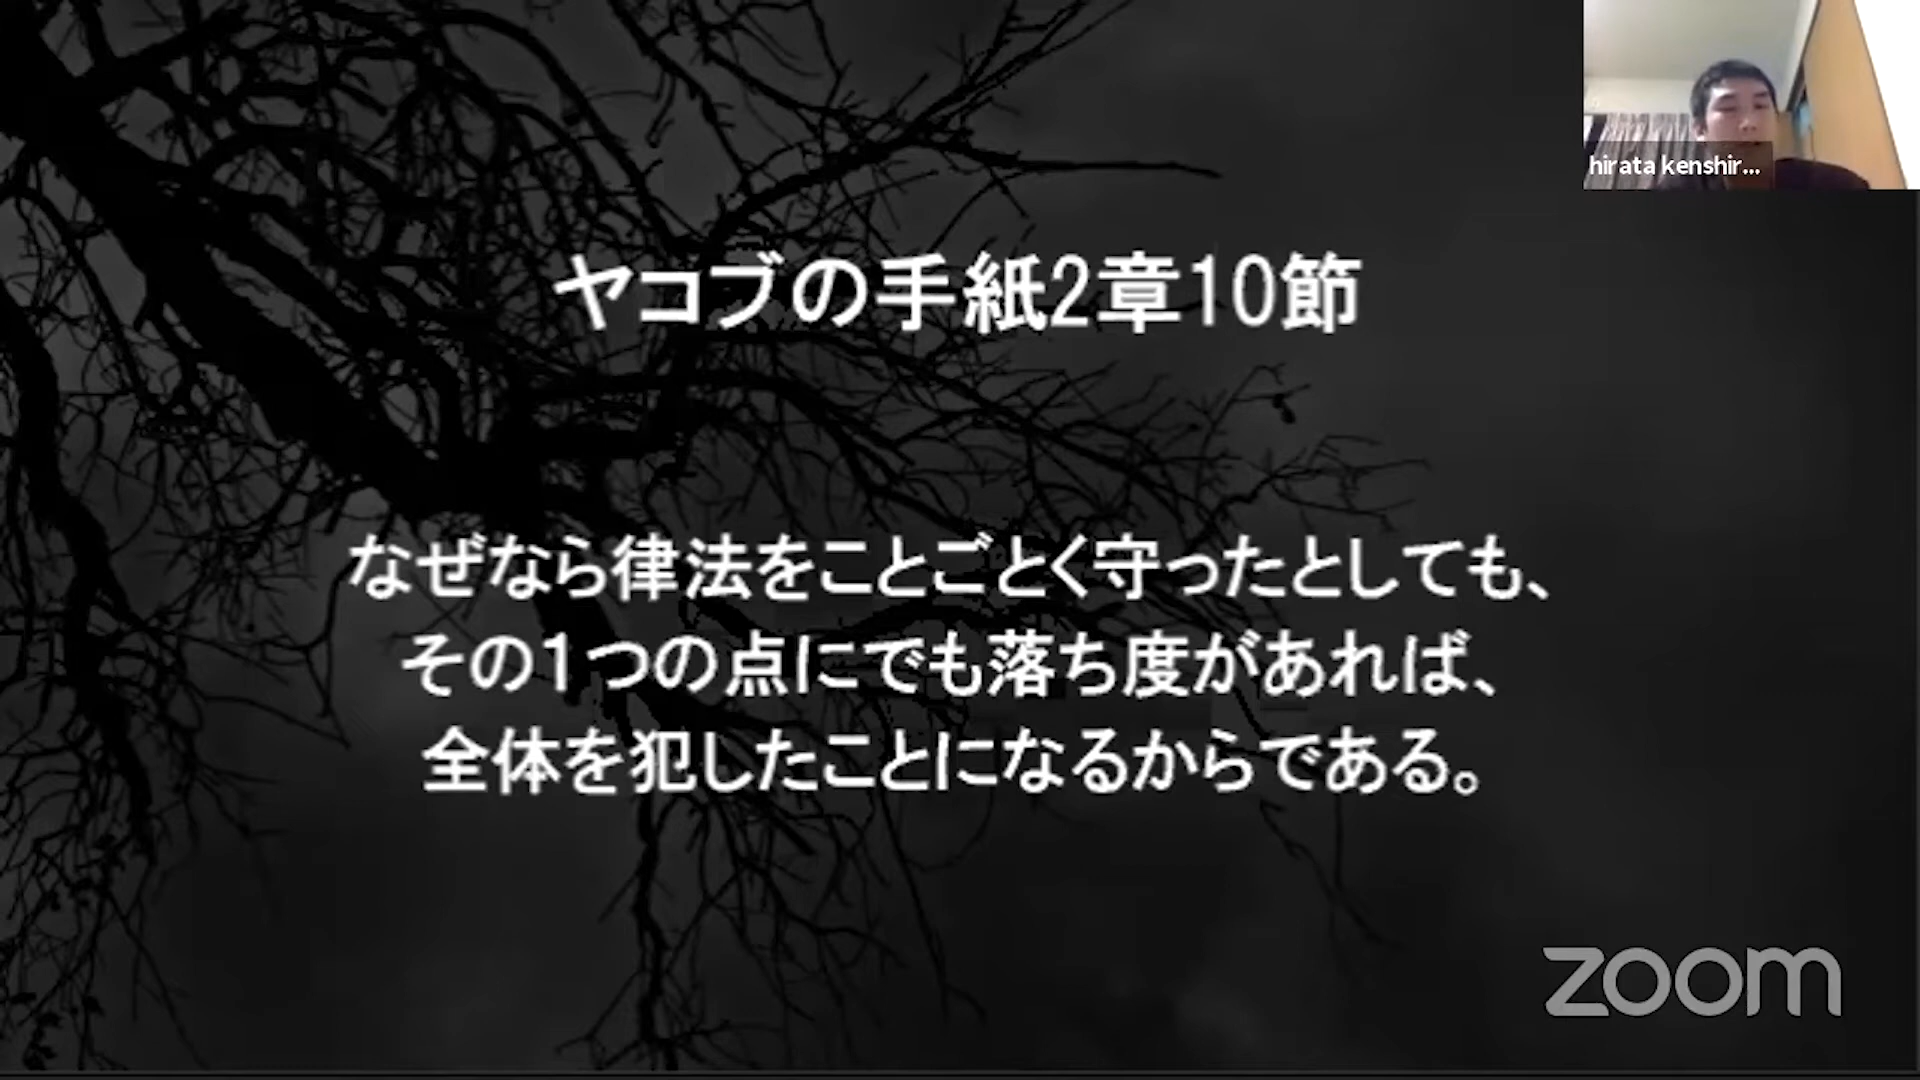 hirata kenshir...
ヤコブの手紙2章10節
なぜなら律法をことごとく守ったとしても、
その1つの点にでも落ち度があれば、
全体を犯したことになるからである。
zoom